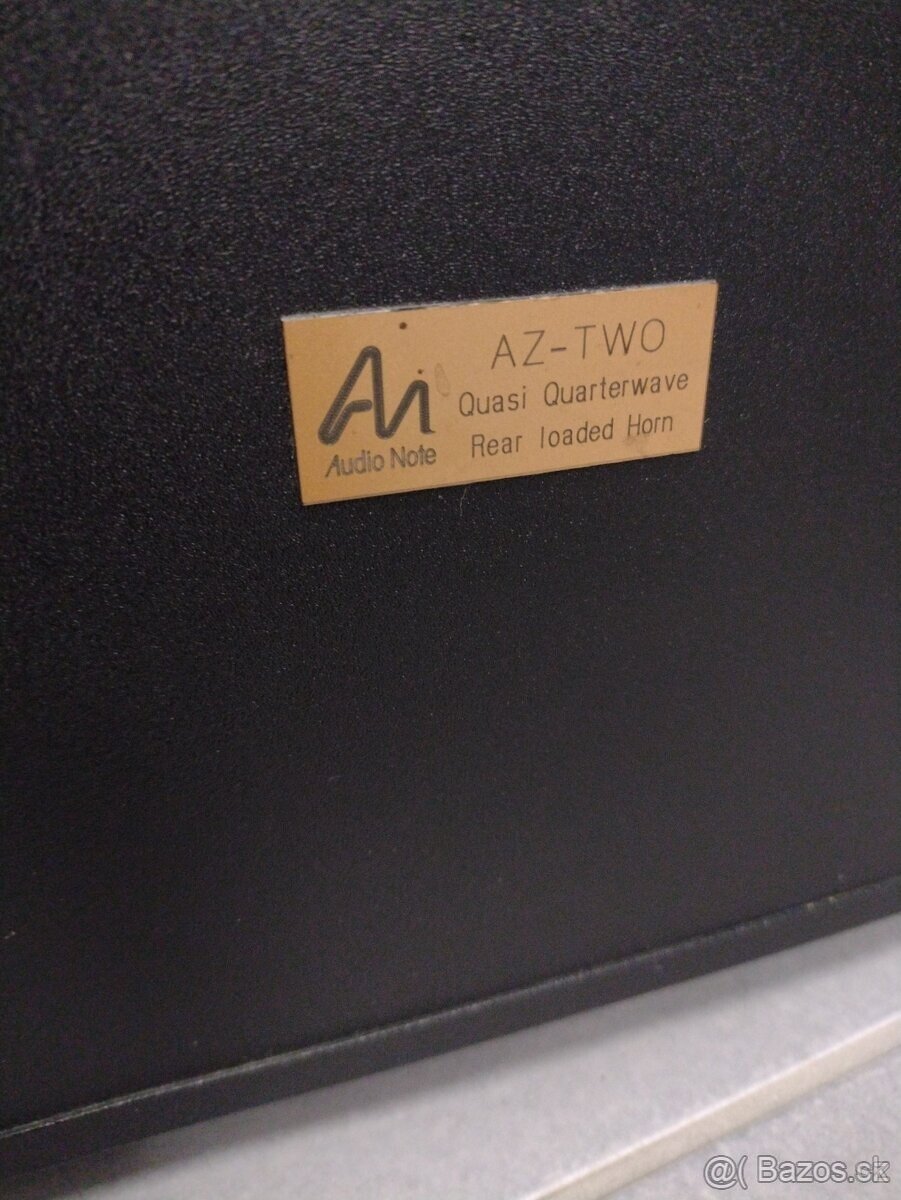 AZ-TWO
Quasi Quarterwave
Rear loaded Horn
Audio Note
@( Bazos.sk